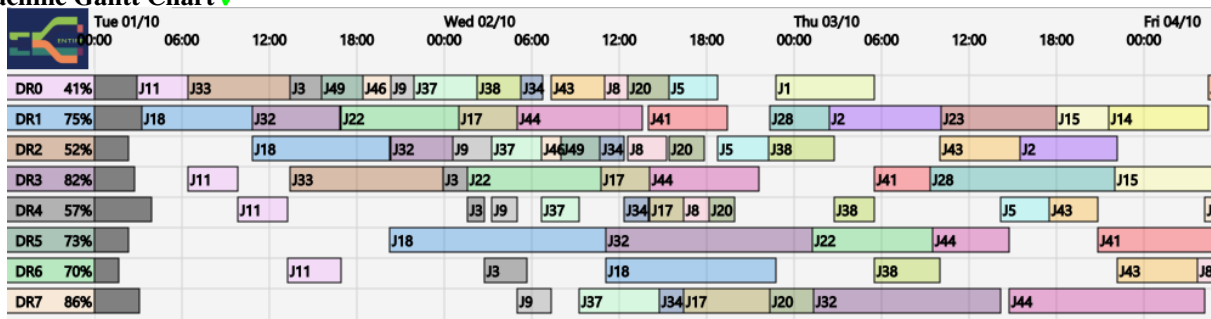 achine Gantt Chart
Tue 01/10 Wed 02/10 Thu 03/10 Fri 04/10
ENTIF 00:00 06:00 12:00 18:00 00:00 06:00 12:00 18:00 00:00 06:00 12:00 18:00 00:00
DR0 41% J11 J33 J3 J49 J46 J9 J37 J38 J34 J43 J8 J20 J5 J1
DR1 75% J18 J32 J22 J17 J44 J41 J28 J2 J23 J15 J14
DR2 52% J18 J32 J9 J37 J46 J49 J34 J8 J20 J5 J38 J43 J2
DR3 82% J11 J33 J3 J22 J17 J44 J41 J28 J15
DR4 57% J11 J3 J9 J37 J34 J17 J8 J20 J38 J5 J43
DR5 73% J18 J32 J22 J44 J41
DR6 70% J11 J3 J18 J38 J43 J8
DR7 86% J9 J37 J34 J17 J20 J32 J44